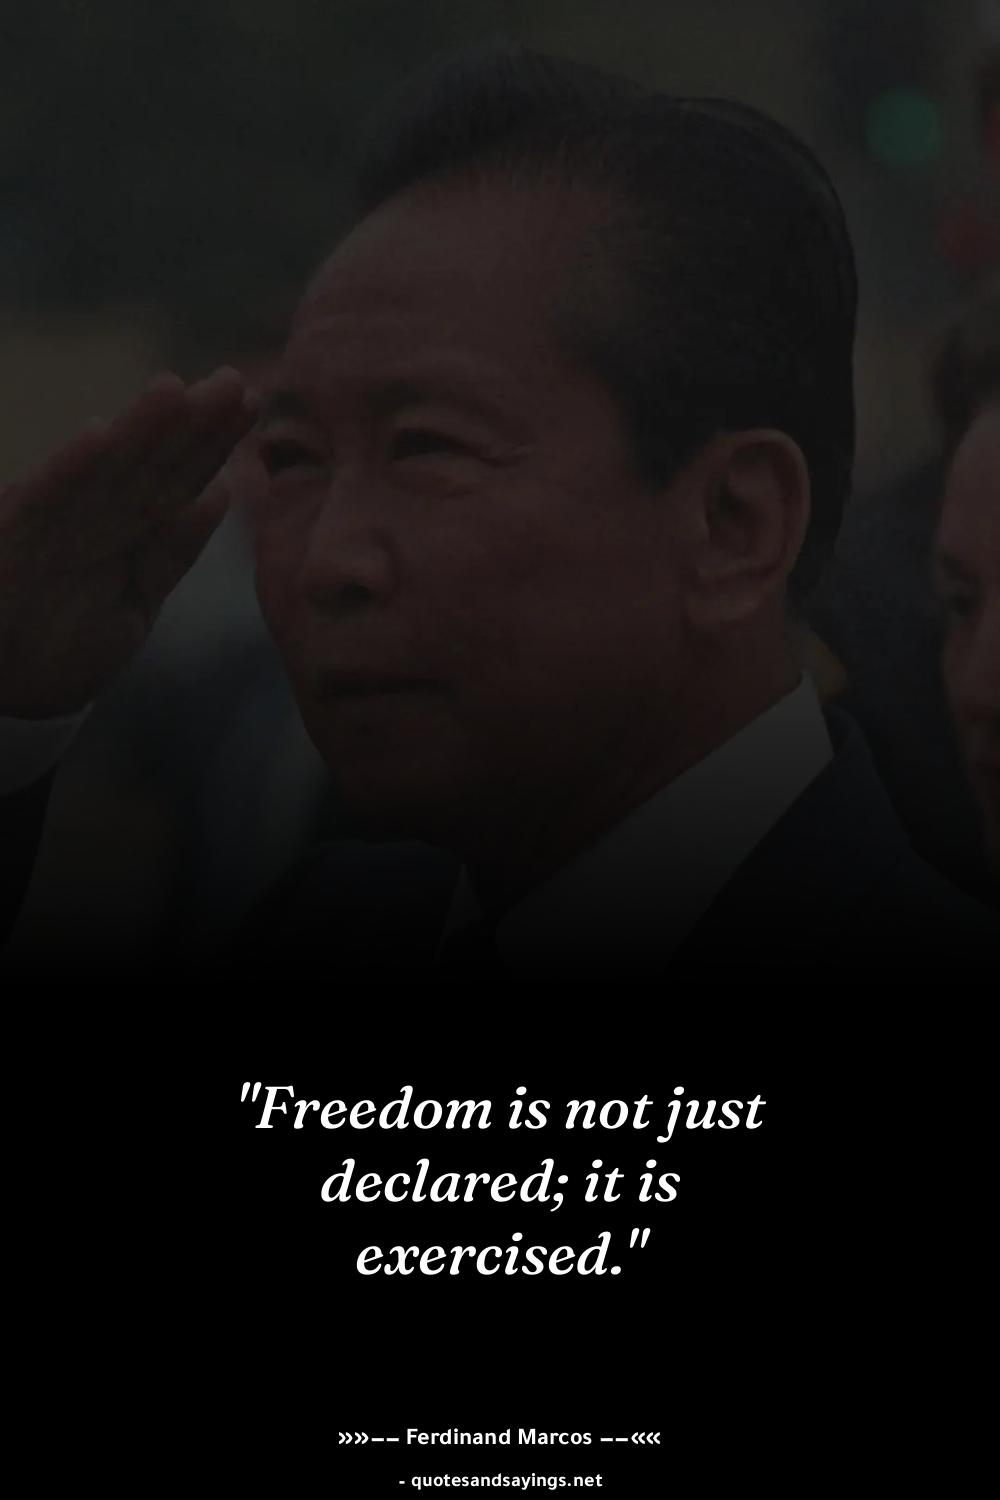 "Freedom is not just
declared; it is
exercised."
»»−− Ferdinand Marcos −−««
- quotesandsayings.net